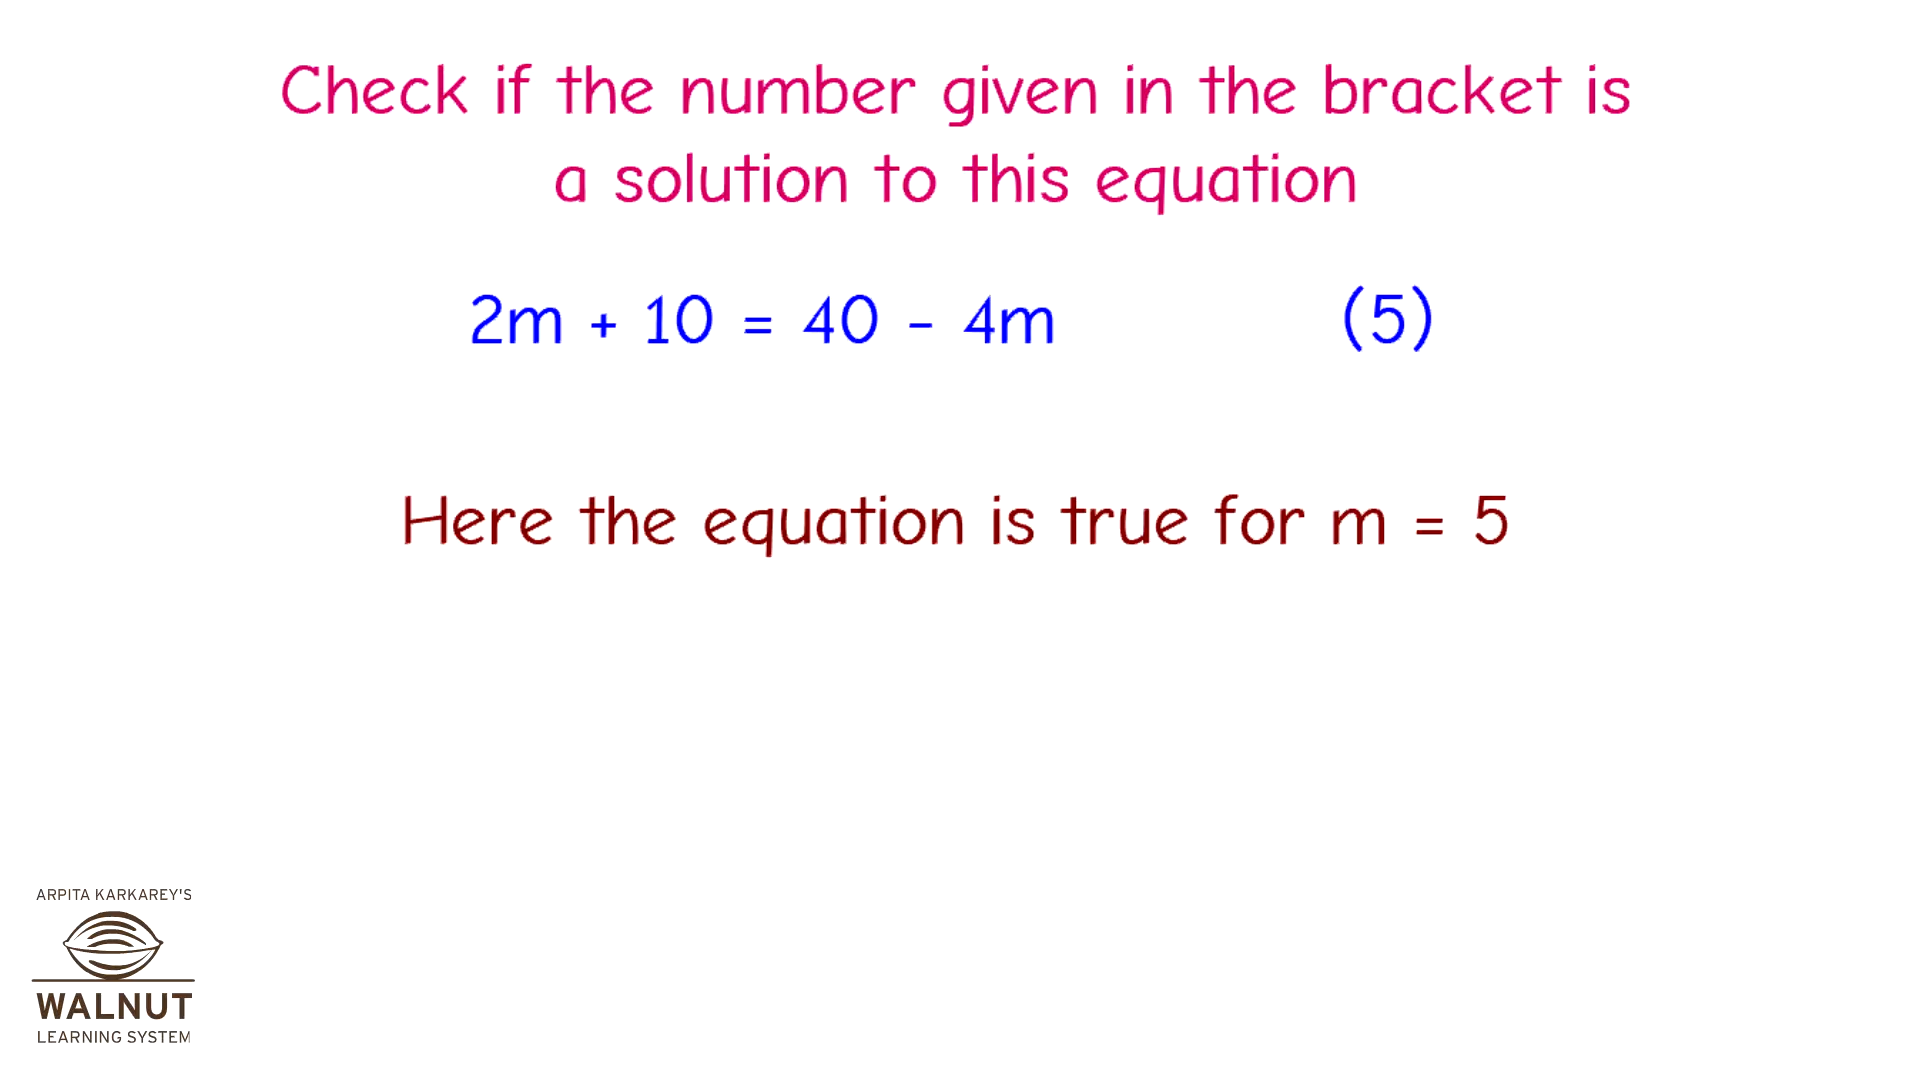 Check if the number given in the bracket is
a solution to this equation
2m + 10 = 40 - 4m (5)
Here the equation is true for m = 5
ARPITA KARKAREY'S
WALNUT
LEARNING SYSTEM